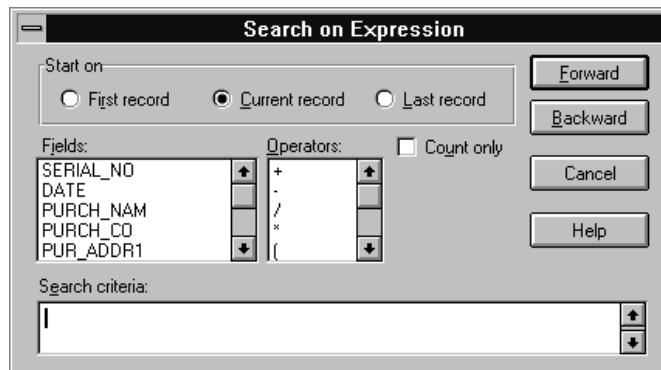 Search on Expression
Start on
First record
Current record
Last record
Forward
Backward
Cancel
Help
Fields:
SERIAL_NO
DATE
PURCH_NAM
PURCH_CO
PUR_ADDR1
Operators:
+
-
/
*
(
Count only
Search criteria: